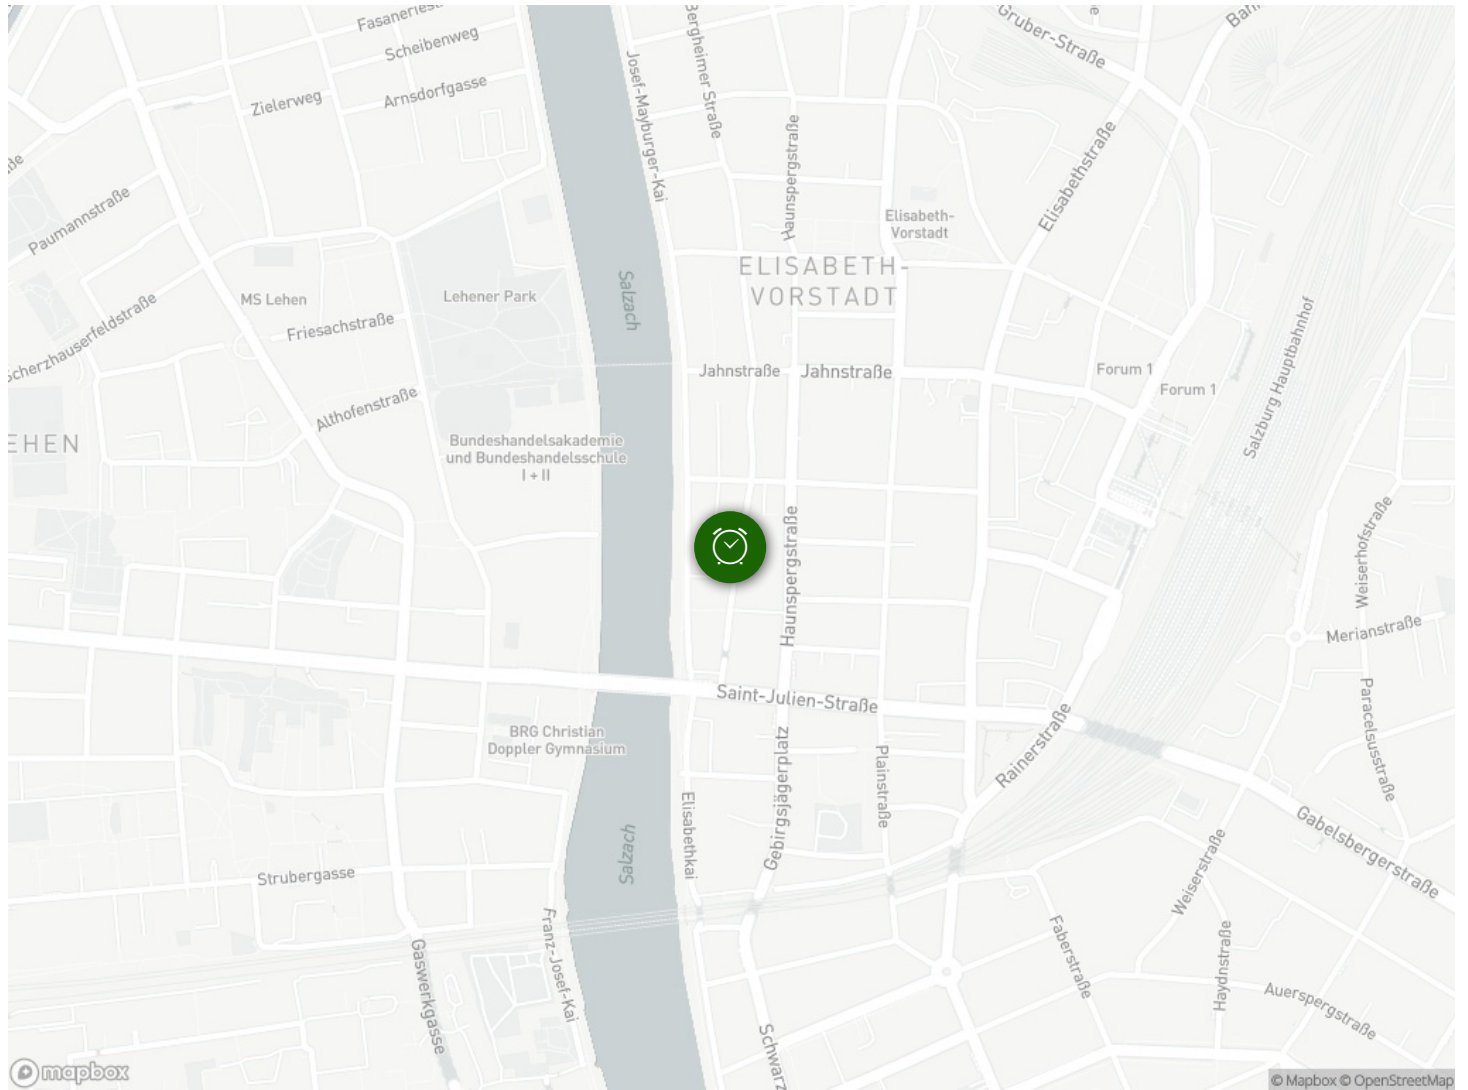 Fasaneriest
Scheibenweg
Zielerweg
Arnsdorfgasse
Josef-Mayburger-Kai
Bergheimer Straße
Gruber-Straße
Haunspergstraße
Elisabethstraße
Paumannstraße
Elisabeth-
Vorstadt
ELISABETH-
VORSTADT
Salzach
Lehener Park
MS Lehen
Friesachstraße
Scherzhauserfeldstraße
Jahnstraße
Jahnstraße
Forum 1
Forum 1
Salzburg Hauptbahnhof
Althofenstraße
EHEN
Bundeshandelsakademie
und Bundeshandelsschule
I + II
Haunspergstraße
Weiserhofstraße
Merianstraße
Saint-Julien-Straße
BRG Christian
Doppler Gymnasium
Rainerstraße
Paracelsusstraße
Plainstraße
Gebirgsjägerplatz
Elisabethkai
Salzach
Gabelsbergerstraße
Weiserstraße
Strubergasse
Franz-Josef-Kai
Gaswerkgasse
Faberstraße
Haydnstraße
Auerspergstraße
Schwarz
mapbox
© Mapbox © OpenStreetMap